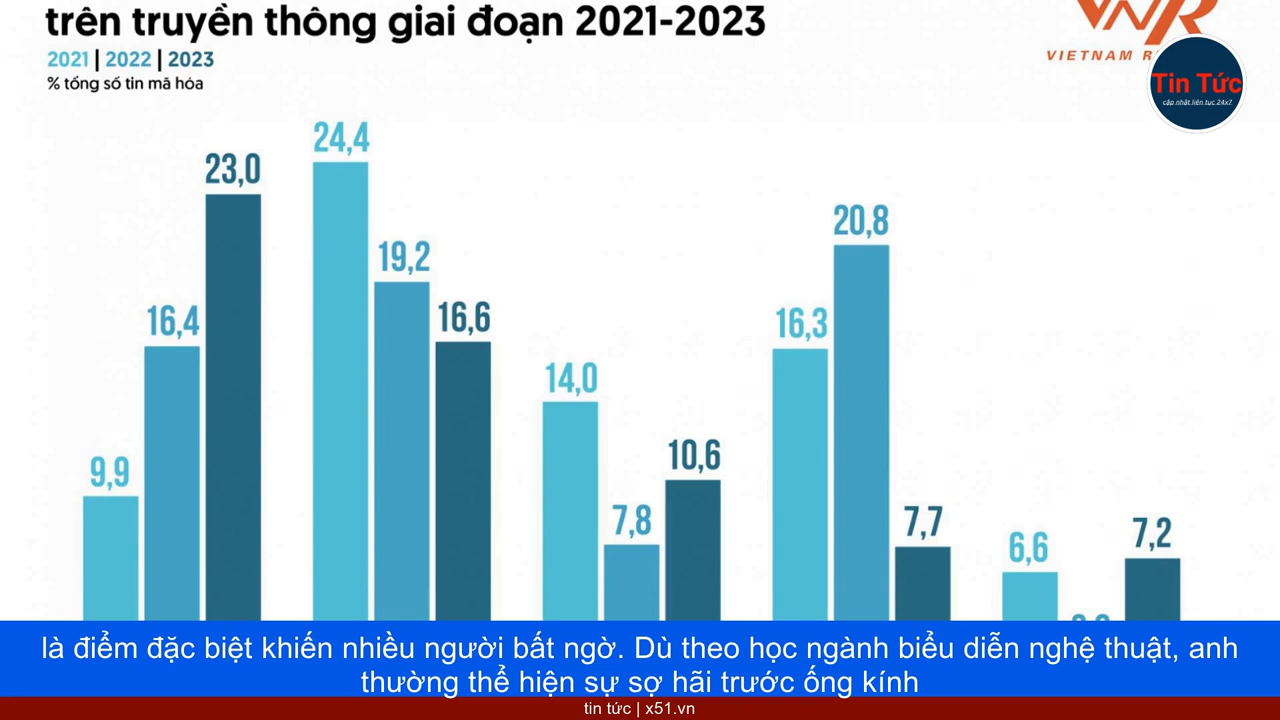 trên truyền thông giai đoạn 2021-2023
2021 | 2022 | 2023
% tổng số tin mã hóa
VNR
VIETNAM
Tin Tức
cập nhật liên tục 24x7
24,4
23,0
20,8
19,2
16,4
16,6
16,3
14,0
10,6
9,9
7,8
7,7
6,6
7,2
là điểm đặc biệt khiến nhiều người bất ngờ. Dù theo học ngành biểu diễn nghệ thuật, anh
thường thể hiện sự sợ hãi trước ống kính
tin tức | x51.vn